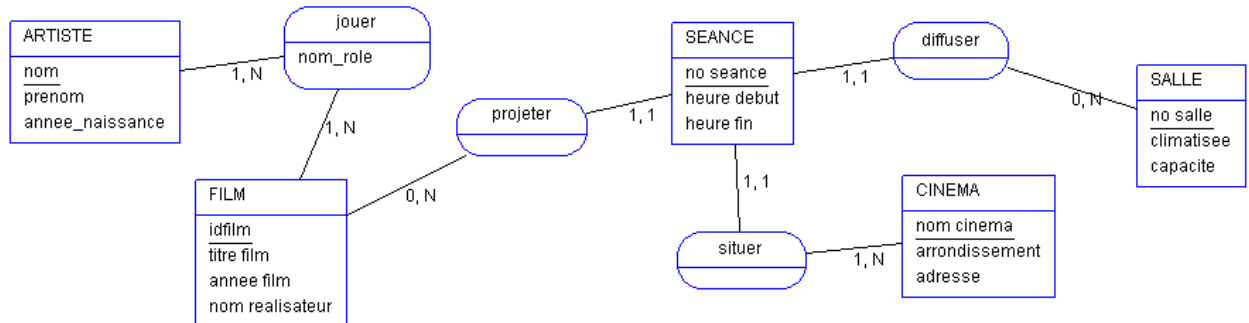 ARTISTE
nom
prenom
annee_naissance
1, N
jouer
nom_role
1, N
FILM
idfilm
titre film
annee film
nom realisateur
0, N
projeter
1, 1
SEANCE
no seance
heure debut
heure fin
1, 1
diffuser
0, N
SALLE
no salle
climatisee
capacite
1, 1
situer
1, N
CINEMA
nom cinema
arrondissement
adresse